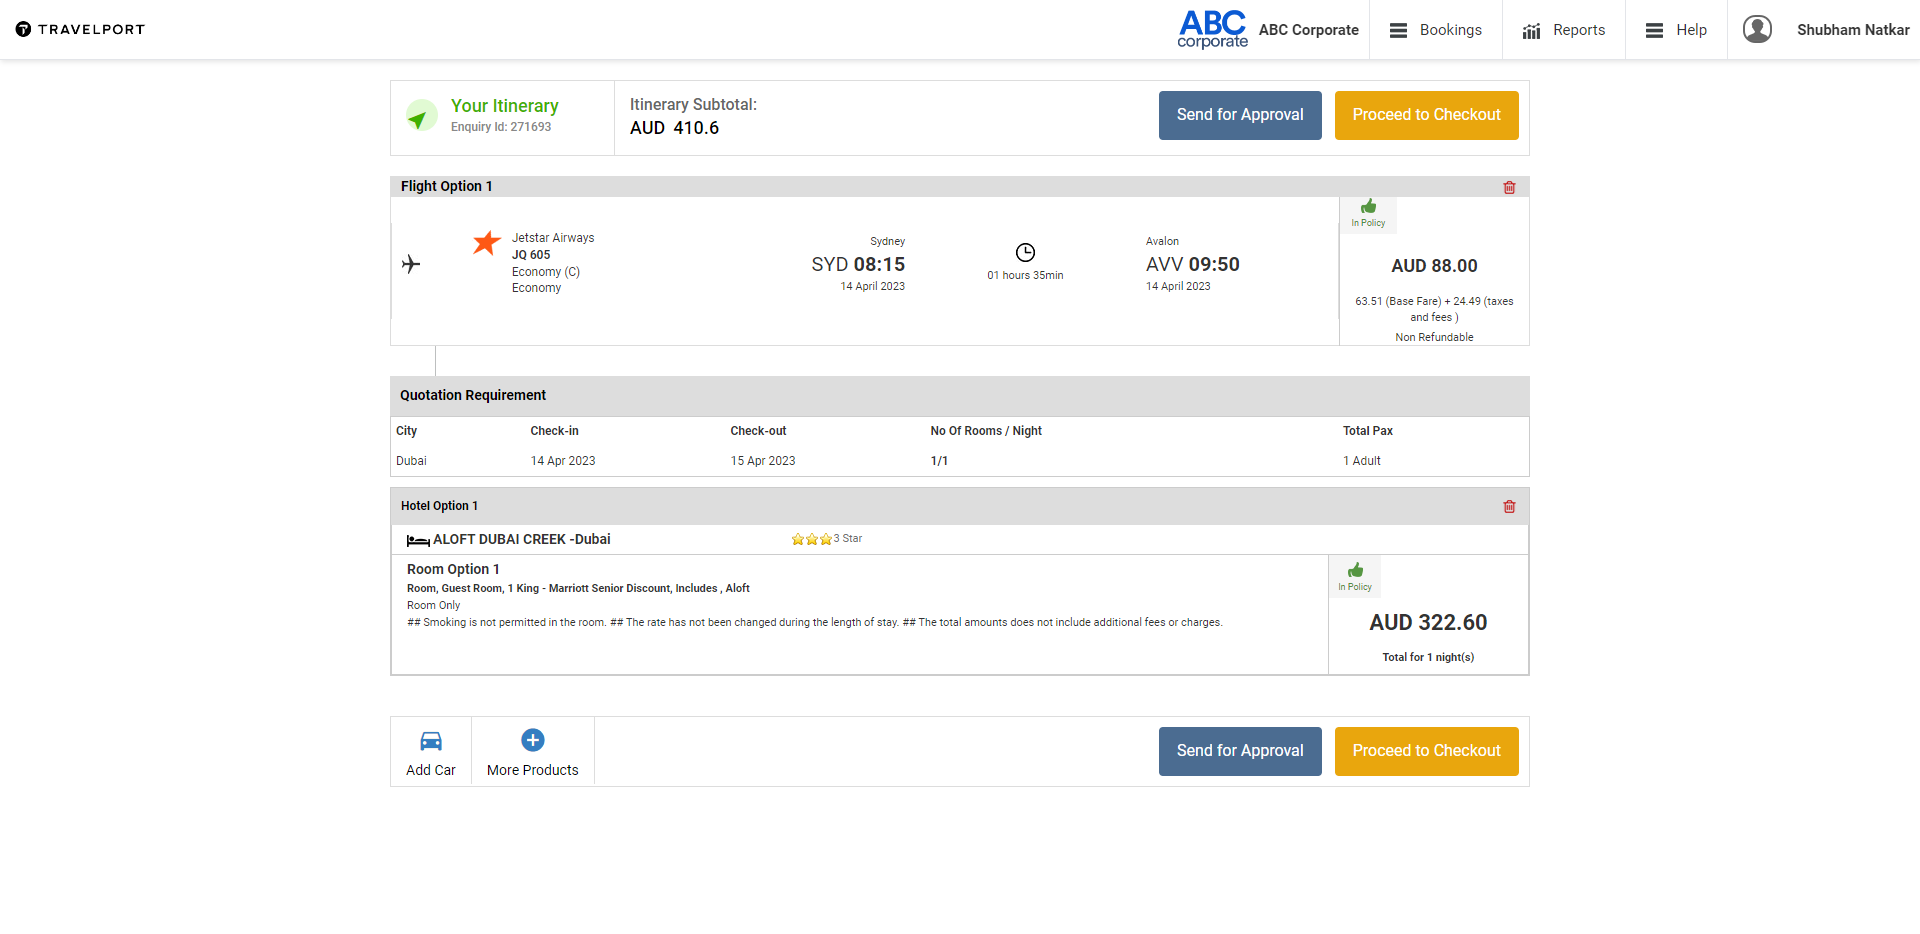 TRAVELPORT
ABC corporate
ABC Corporate
Bookings
Reports
Help
Shubham Natkar
Your Itinerary
Enquiry Id: 271693
Itinerary Subtotal:
AUD 410.6
Send for Approval
Proceed to Checkout
Flight Option 1
Jetstar Airways
JQ 605
Economy (C)
Economy
Sydney
SYD 08:15
14 April 2023
01 hours 35min
Avalon
AVV 09:50
14 April 2023
In Policy
AUD 88.00
63.51 (Base Fare) + 24.49 (taxes
and fees )
Non Refundable
Quotation Requirement
City Check-in Check-out No Of Rooms / Night Total Pax
Dubai 14 Apr 2023 15 Apr 2023 1/1 1 Adult
Hotel Option 1
ALOFT DUBAI CREEK -Dubai
3 Star
Room Option 1
Room, Guest Room, 1 King - Marriott Senior Discount, Includes , Aloft
Room Only
## Smoking is not permitted in the room. ## The rate has not been changed during the length of stay. ## The total amounts does not include additional fees or charges.
In Policy
AUD 322.60
Total for 1 night(s)
Add Car
More Products
Send for Approval
Proceed to Checkout